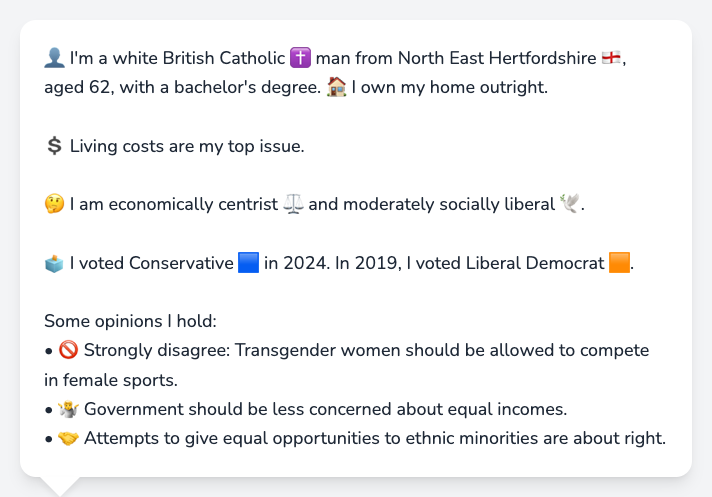 👤 I'm a white British Catholic ✝️ man from North East Hertfordshire 🏴󠁧󠁢󠁥󠁮󠁧󠁿,
aged 62, with a bachelor's degree. 🏠 I own my home outright.
💲 Living costs are my top issue.
🤔 I am economically centrist ⚖️ and moderately socially liberal 🕊️.
🗳️ I voted Conservative 🟦 in 2024. In 2019, I voted Liberal Democrat 🟧.
Some opinions I hold:
• 🚫 Strongly disagree: Transgender women should be allowed to compete
in female sports.
• 🤷 Government should be less concerned about equal incomes.
• 🤝 Attempts to give equal opportunities to ethnic minorities are about right.